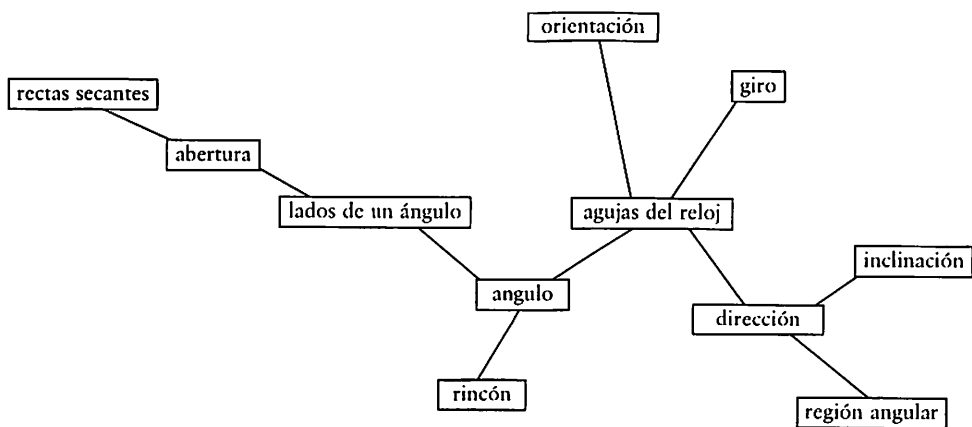 orientación
rectas secantes
giro
abertura
lados de un ángulo
agujas del reloj
inclinación
angulo
dirección
rincón
región angular